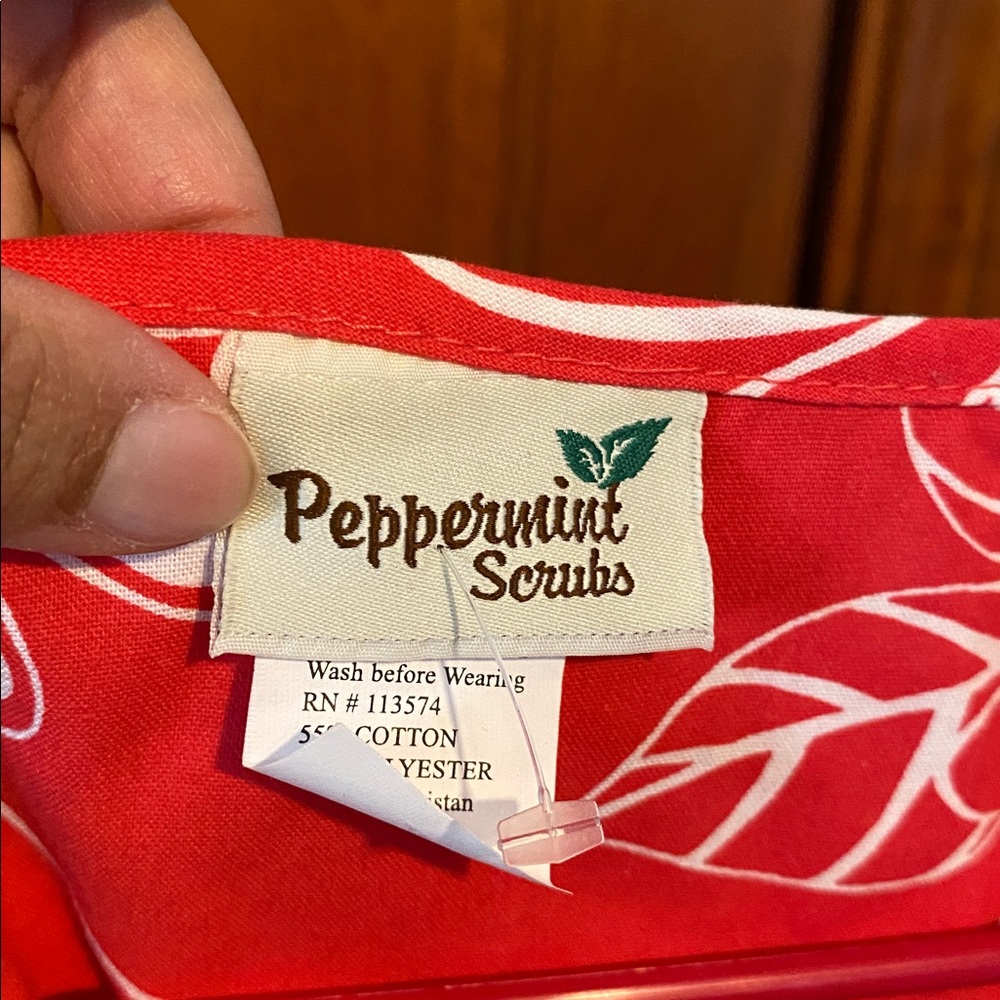 Peppermint
Scrubs
Wash before Wearing
RN # 113574
COTTON